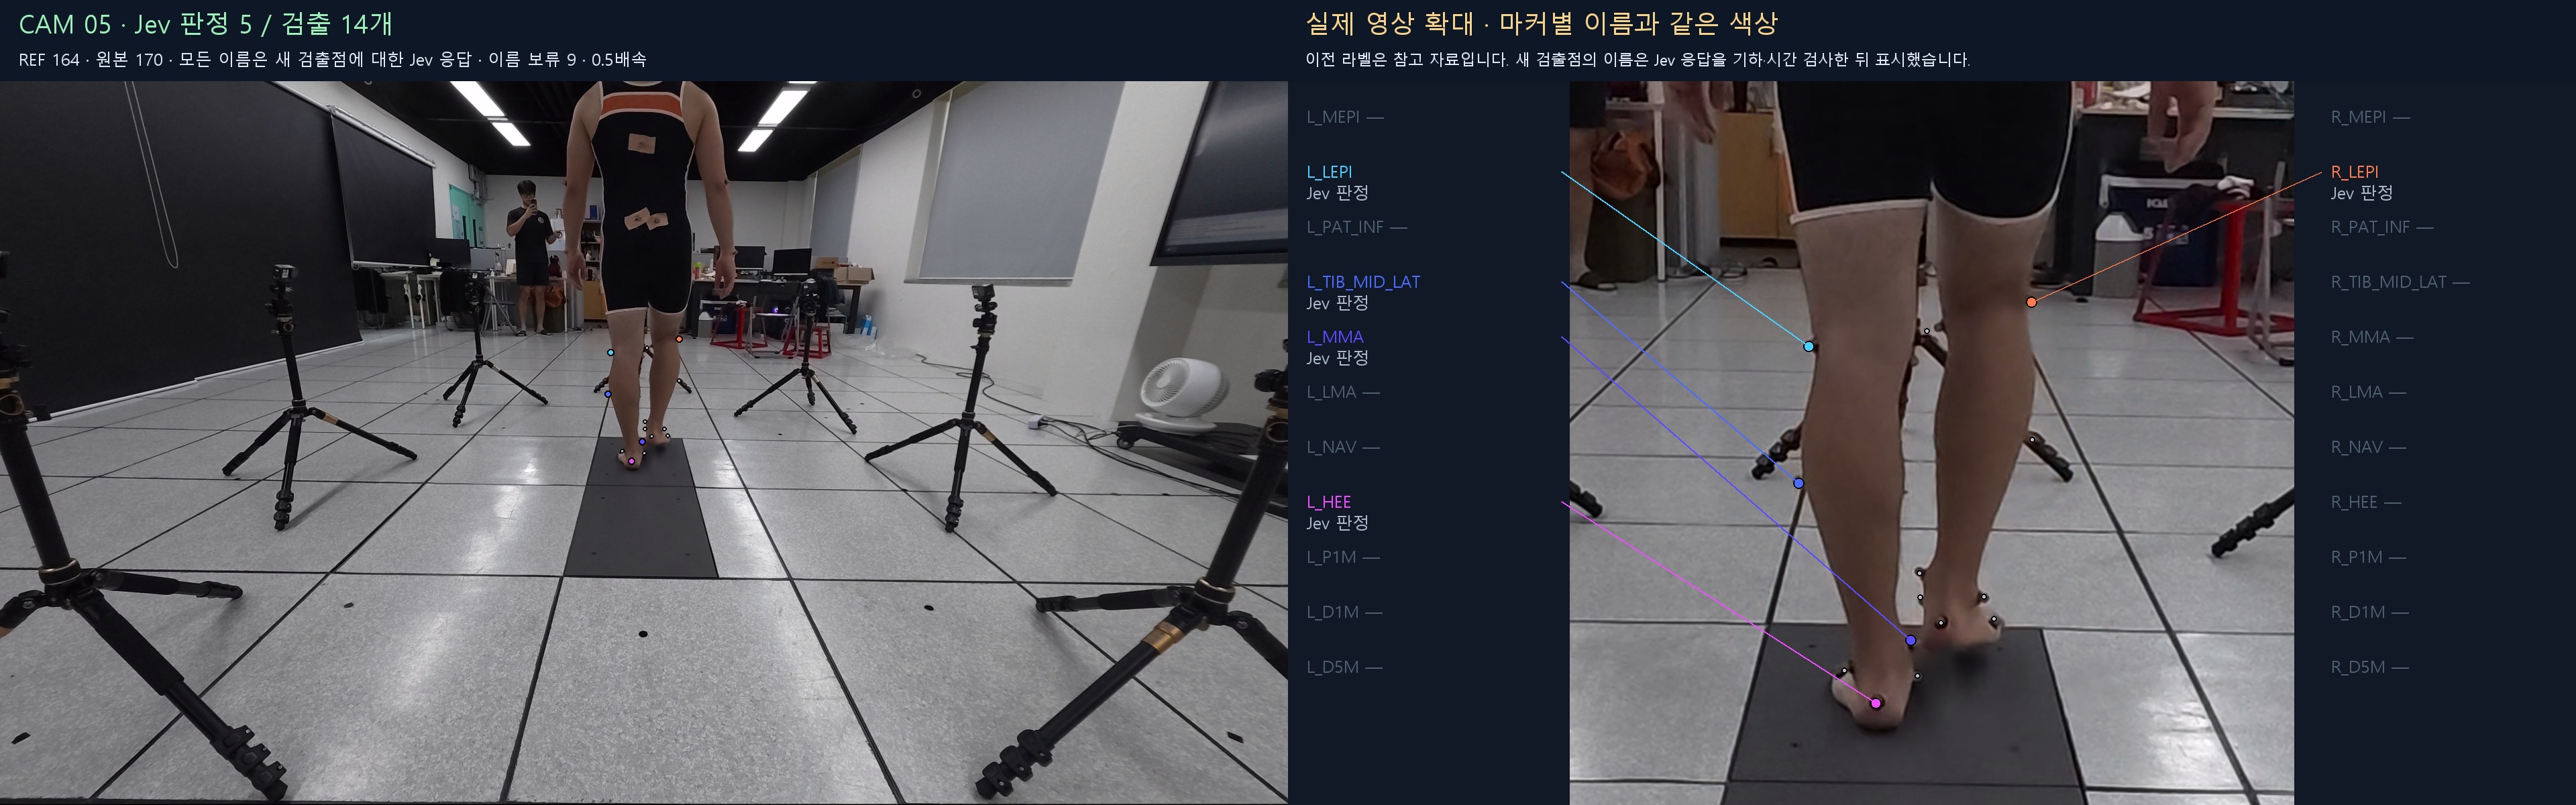 CAM 05 · Jev 판정 5 / 검출 14개
REF 164 · 원본 170 · 모든 이름은 새 검출점에 대한 Jev 응답 · 이름 보류 9 · 0.5배속
실제 영상 확대 · 마커별 이름과 같은 색상
이전 라벨은 참고 자료입니다. 새 검출점의 이름은 Jev 응답을 기하·시간 검사한 뒤 표시했습니다.
L_MEPI —
L_LEPI
Jev 판정
L_PAT_INF —
L_TIB_MID_LAT
Jev 판정
L_MMA
Jev 판정
L_LMA —
L_NAV —
L_HEE
Jev 판정
L_P1M —
L_D1M —
L_D5M —
R_MEPI —
R_LEPI
Jev 판정
R_PAT_INF —
R_TIB_MID_LAT —
R_MMA —
R_LMA —
R_NAV —
R_HEE —
R_P1M —
R_D1M —
R_D5M —